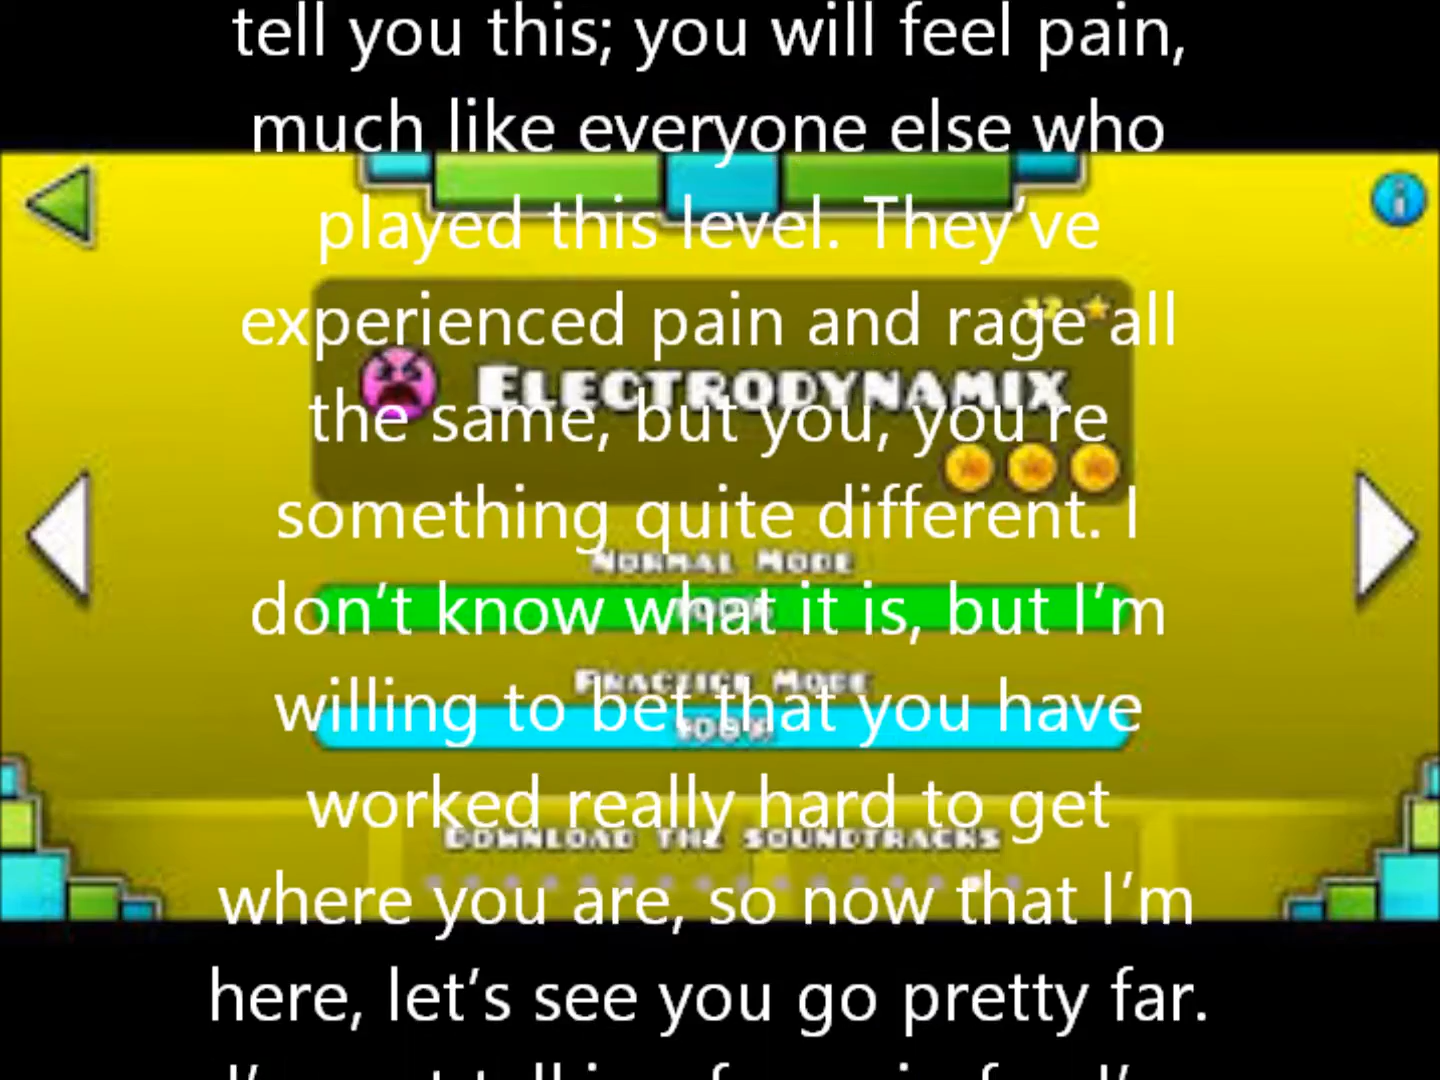 tell you this; you will feel pain,
much like everyone else who
played this level. They've
experienced pain and rage all
12
ELECTRODYNAMIX
the same, but you, you're
something quite different. I
NORMAL MODE
don't know what it is, but I'm
PRACTICE MODE
willing to bet that you have
100%
worked really hard to get
DOWNLOAD THE SOUNDTRACKS
where you are, so now that I'm
here, let's see you go pretty far.